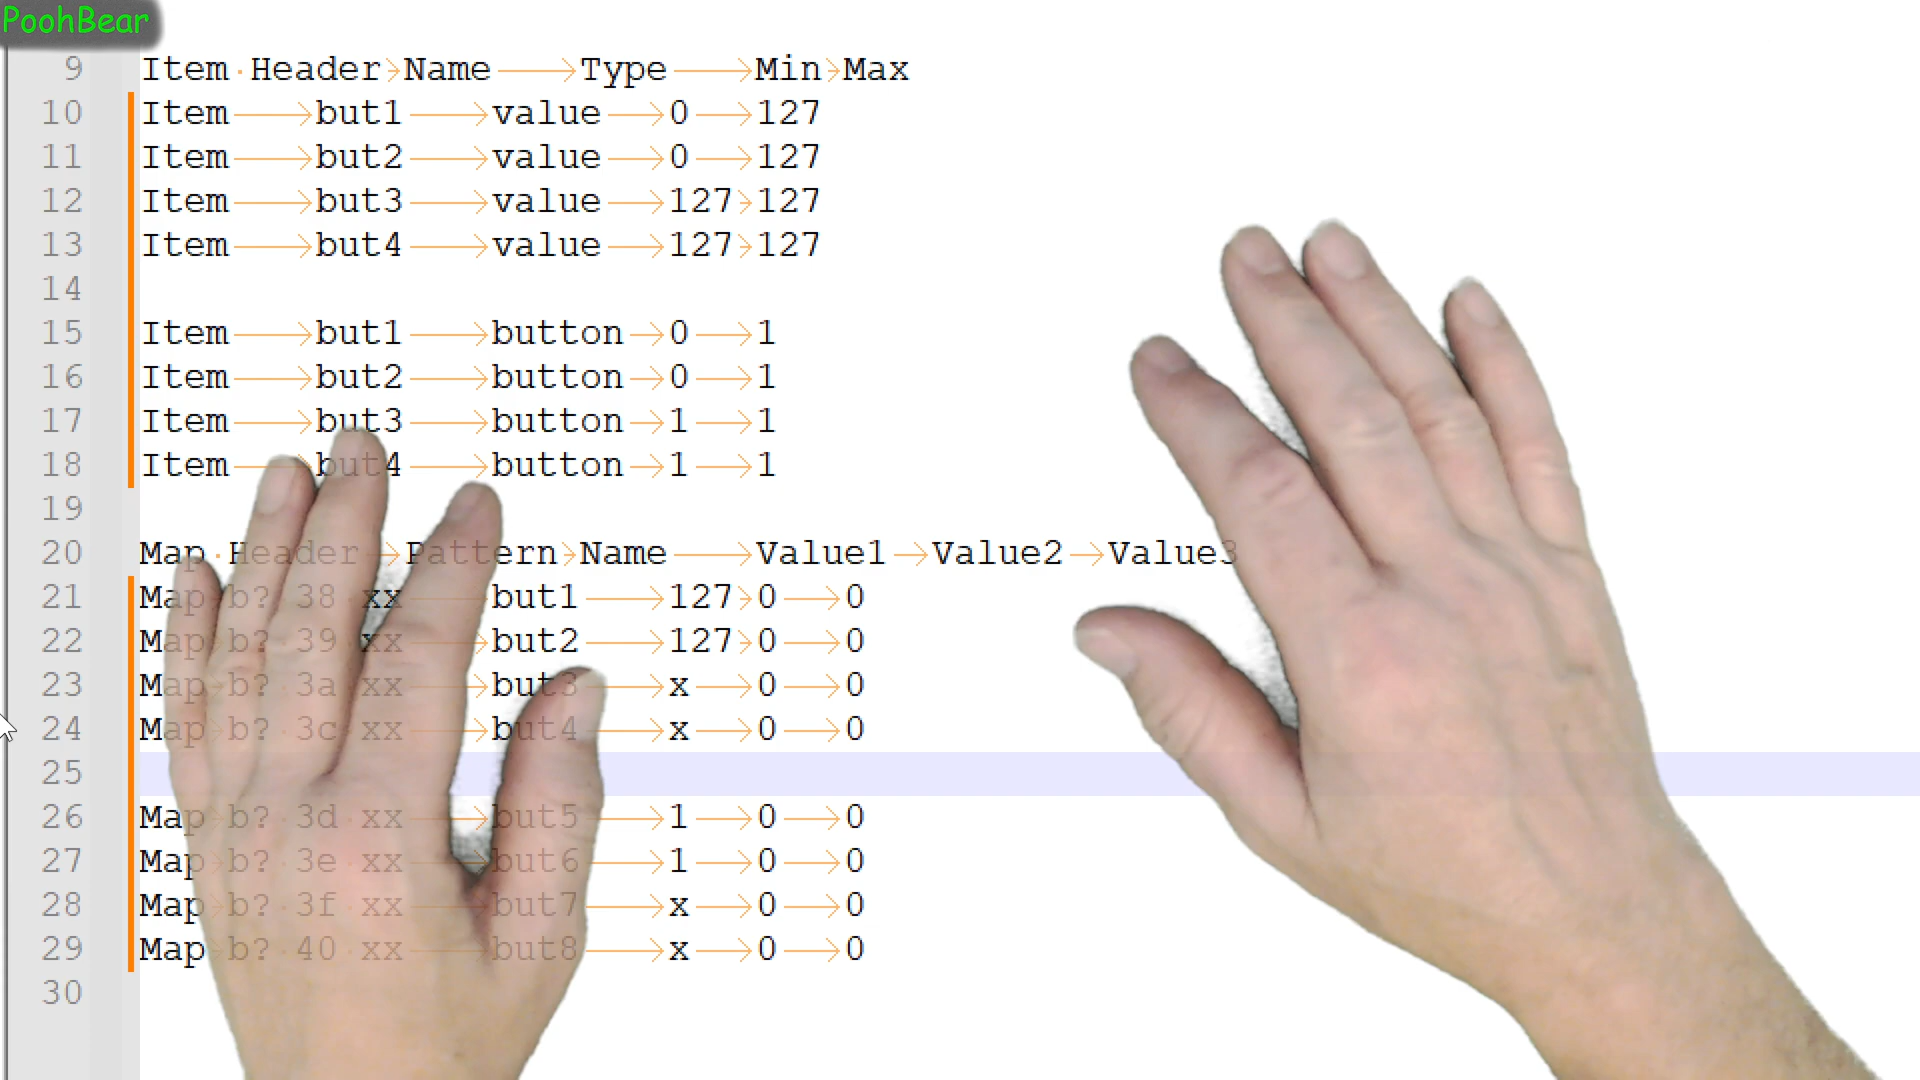 PoohBear
9 Item Header Name Type Min Max
10 Item but1 value 0 127
11 Item but2 value 0 127
12 Item but3 value 127 127
13 Item but4 value 127 127
14
15 Item but1 button 0 1
16 Item but2 button 0 1
17 Item but3 button 1 1
18 Item but4 button 1 1
19
20 Map Header Pattern Name Value1 Value2 Value3
21 Map b? 38 xx but1 127 0 0
22 Map b? 39 xx but2 127 0 0
23 Map b? 3a xx but3 x 0 0
24 Map b? 3c xx but4 x 0 0
25
26 Map b? 3d xx but5 1 0 0
27 Map b? 3e xx but6 1 0 0
28 Map b? 3f xx but7 x 0 0
29 Map b? 40 xx but8 x 0 0
30